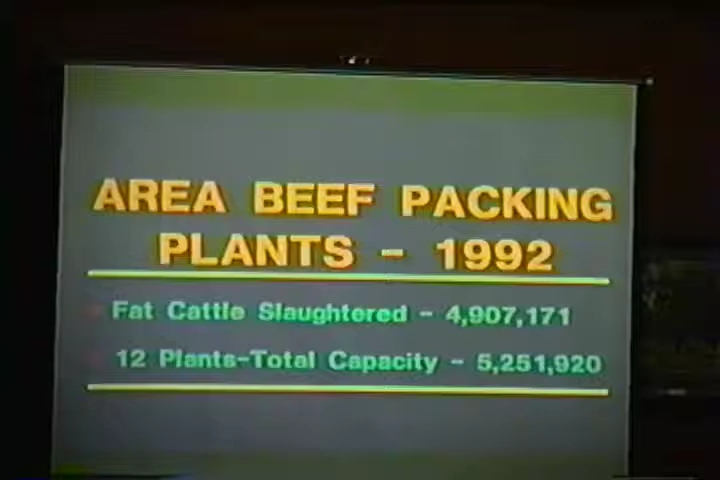 AREA BEEF PACKING
PLANTS - 1992
Fat Cattle Slaughtered - 4,907,171
12 Plants-Total Capacity - 5,251,920